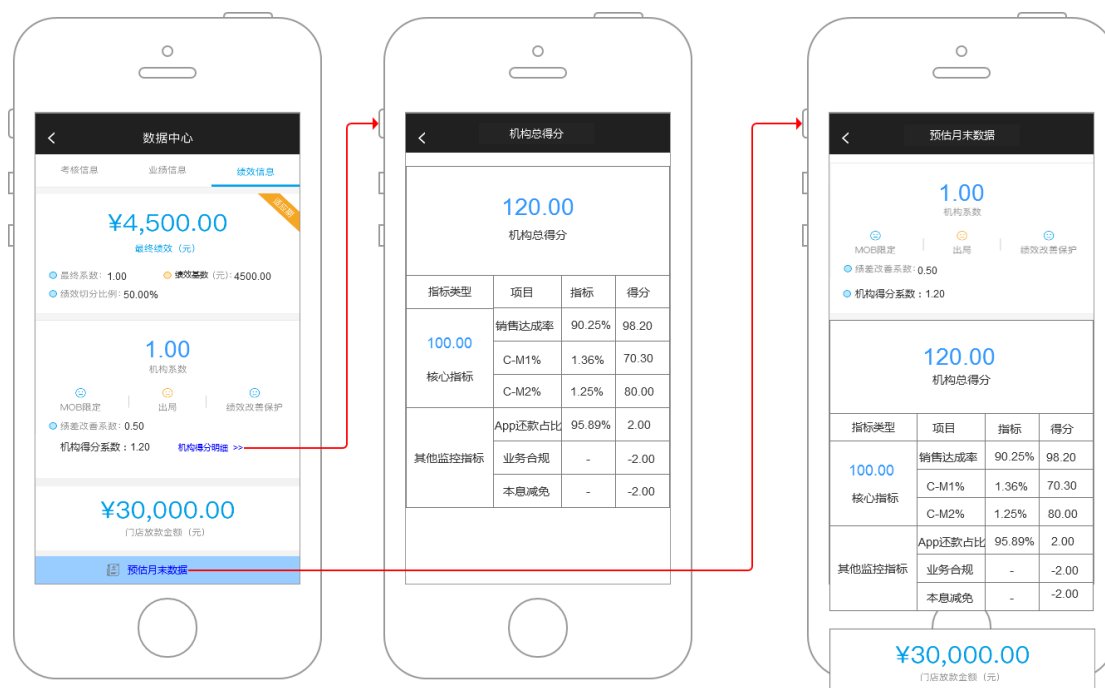 数据中心
考核信息 业绩信息 绩效信息
适应期
¥4,500.00
最终绩效（元）
最终系数: 1.00 绩效基数（元）: 4500.00
绩效切分比例: 50.00%
1.00
机构系数
MOB限定 出局 绩效改善保护
绩差改善系数: 0.50
机构得分系数：1.20 机构得分明细 >>
¥30,000.00
门店放款金额（元）
预估月末数据
机构总得分
120.00
机构总得分
指标类型 项目 指标 得分
100.00
核心指标
销售达成率 90.25% 98.20
C-M1% 1.36% 70.30
C-M2% 1.25% 80.00
其他监控指标
App还款占比 95.89% 2.00
业务合规 - -2.00
本息减免 - -2.00
预估月末数据
1.00
机构系数
MOB限定 出局 绩效改善保护
绩差改善系数: 0.50
机构得分系数：1.20
120.00
机构总得分
指标类型 项目 指标 得分
100.00
核心指标
销售达成率 90.25% 98.20
C-M1% 1.36% 70.30
C-M2% 1.25% 80.00
其他监控指标
App还款占比 95.89% 2.00
业务合规 - -2.00
本息减免 - -2.00
¥30,000.00
门店放款金额（元）